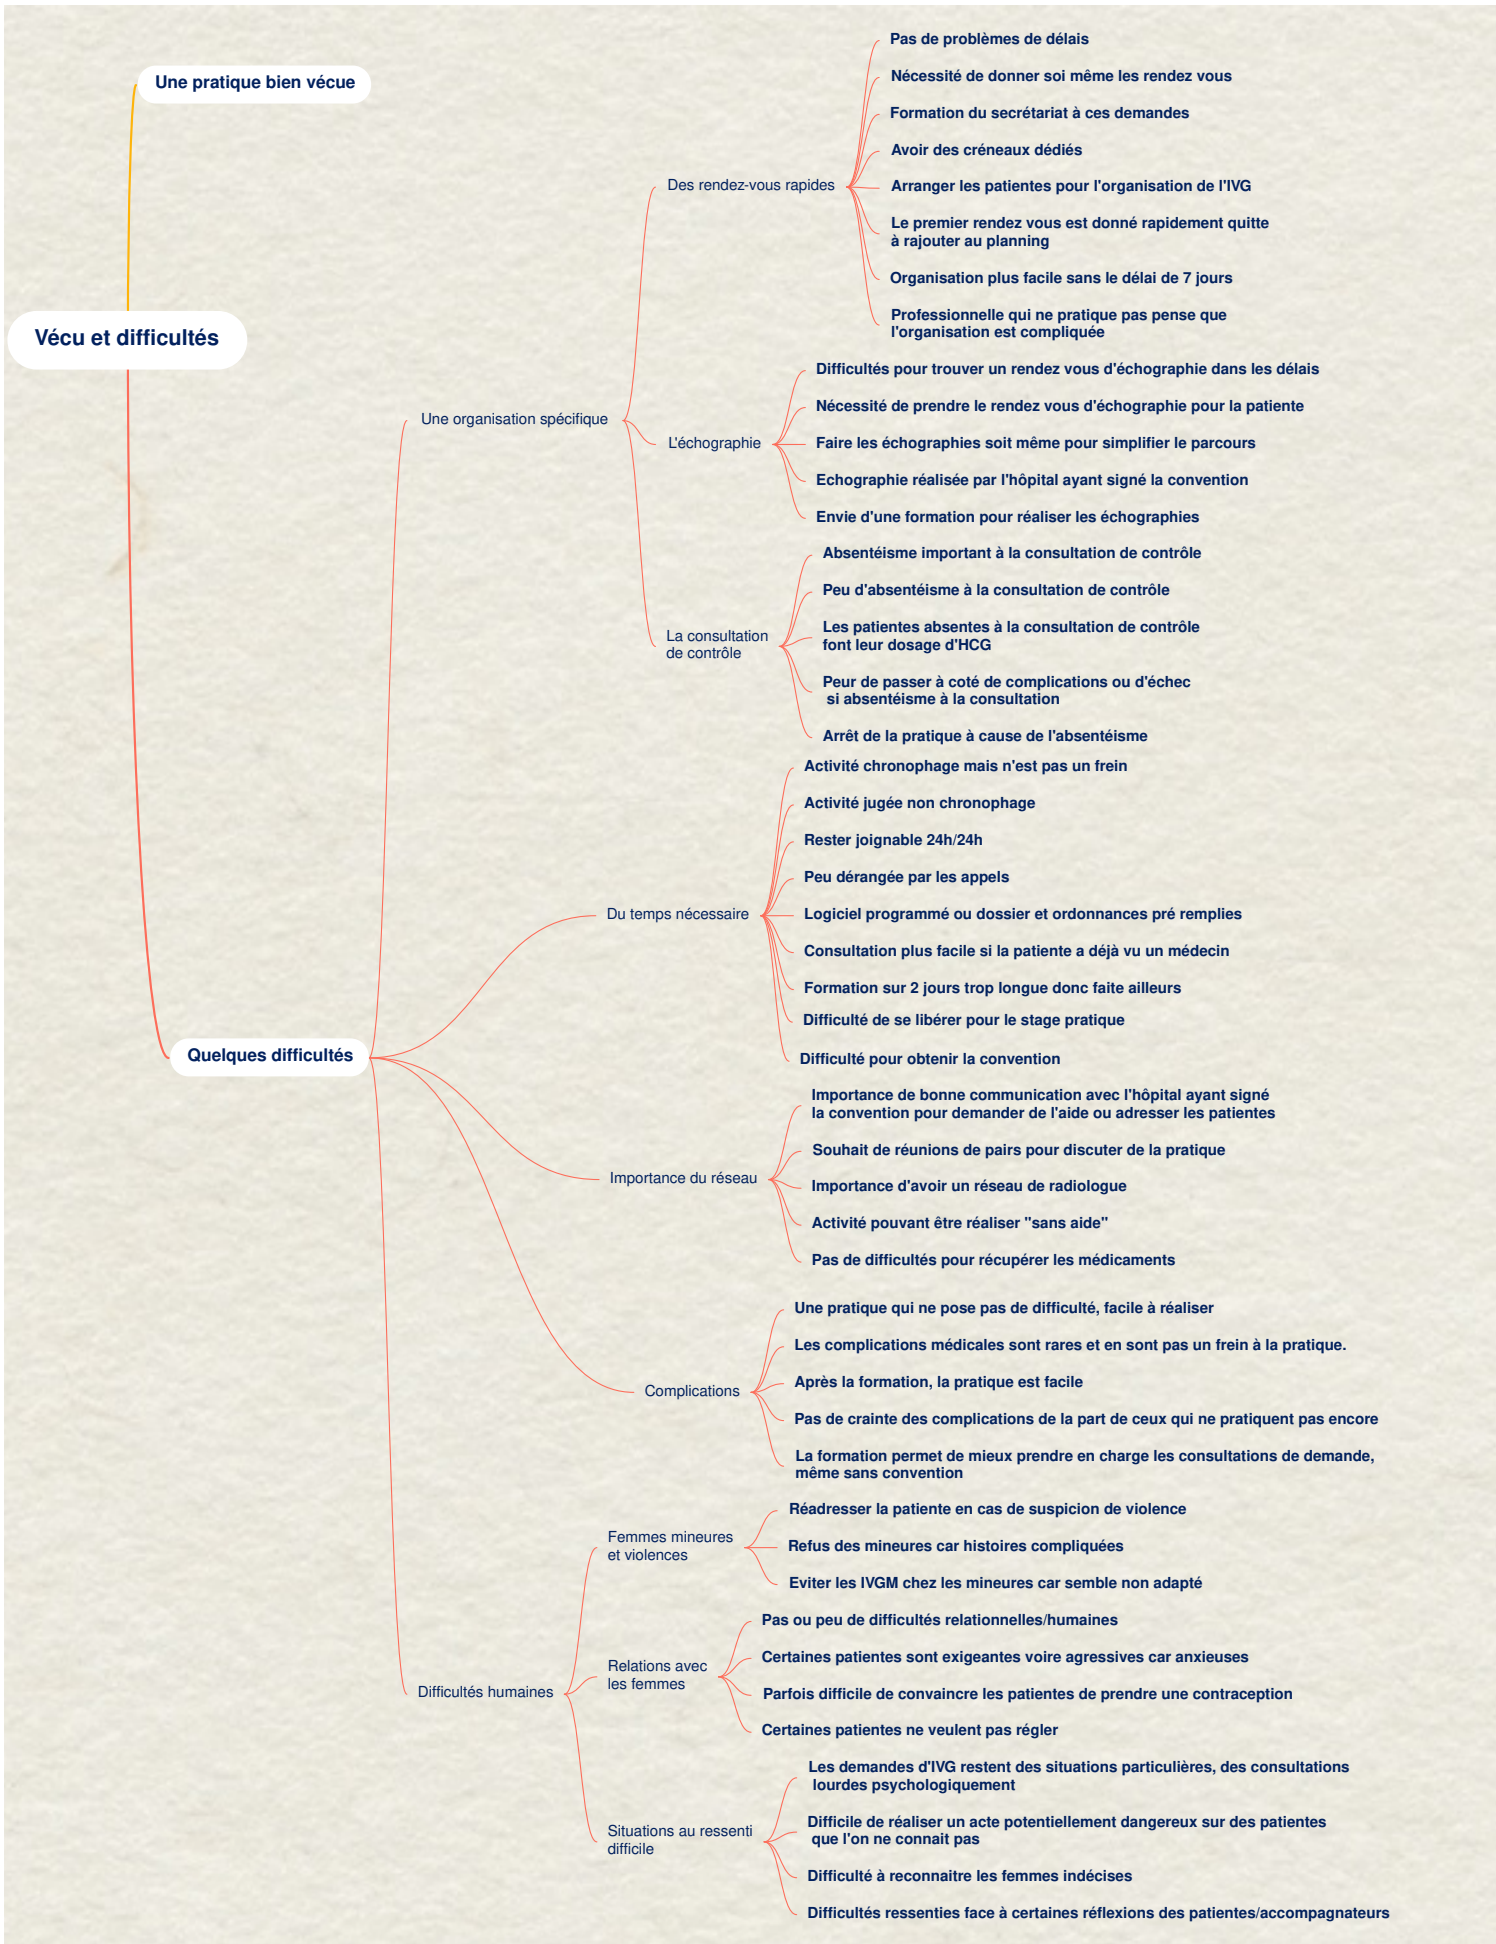 Vécu et difficultés
Une pratique bien vécue
Quelques difficultés
Une organisation spécifique
Des rendez-vous rapides
Pas de problèmes de délais
Nécessité de donner soi même les rendez vous
Formation du secrétariat à ces demandes
Avoir des créneaux dédiés
Arranger les patientes pour l'organisation de l'IVG
Le premier rendez vous est donné rapidement quitte
à rajouter au planning
Organisation plus facile sans le délai de 7 jours
Professionnelle qui ne pratique pas pense que
l'organisation est compliquée
L'échographie
Difficultés pour trouver un rendez vous d'échographie dans les délais
Nécessité de prendre le rendez vous d'échographie pour la patiente
Faire les échographies soit même pour simplifier le parcours
Echographie réalisée par l'hôpital ayant signé la convention
Envie d'une formation pour réaliser les échographies
La consultation
de contrôle
Absentéisme important à la consultation de contrôle
Peu d'absentéisme à la consultation de contrôle
Les patientes absentes à la consultation de contrôle
font leur dosage d'HCG
Peur de passer à coté de complications ou d'échec
si absentéisme à la consultation
Arrêt de la pratique à cause de l'absentéisme
Du temps nécessaire
Activité chronophage mais n'est pas un frein
Activité jugée non chronophage
Rester joignable 24h/24h
Peu dérangée par les appels
Logiciel programmé ou dossier et ordonnances pré remplies
Consultation plus facile si la patiente a déjà vu un médecin
Formation sur 2 jours trop longue donc faite ailleurs
Difficulté de se libérer pour le stage pratique
Difficulté pour obtenir la convention
Importance du réseau
Importance de bonne communication avec l'hôpital ayant signé
la convention pour demander de l'aide ou adresser les patientes
Souhait de réunions de pairs pour discuter de la pratique
Importance d'avoir un réseau de radiologue
Activité pouvant être réaliser "sans aide"
Pas de difficultés pour récupérer les médicaments
Complications
Une pratique qui ne pose pas de difficulté, facile à réaliser
Les complications médicales sont rares et en sont pas un frein à la pratique.
Après la formation, la pratique est facile
Pas de crainte des complications de la part de ceux qui ne pratiquent pas encore
La formation permet de mieux prendre en charge les consultations de demande,
même sans convention
Difficultés humaines
Femmes mineures
et violences
Réadresser la patiente en cas de suspicion de violence
Refus des mineures car histoires compliquées
Eviter les IVGM chez les mineures car semble non adapté
Relations avec
les femmes
Pas ou peu de difficultés relationnelles/humaines
Certaines patientes sont exigeantes voire agressives car anxieuses
Parfois difficile de convaincre les patientes de prendre une contraception
Certaines patientes ne veulent pas régler
Situations au ressenti
difficile
Les demandes d'IVG restent des situations particulières, des consultations
lourdes psychologiquement
Difficile de réaliser un acte potentiellement dangereux sur des patientes
que l'on ne connait pas
Difficulté à reconnaitre les femmes indécises
Difficultés ressenties face à certaines réflexions des patientes/accompagnateurs